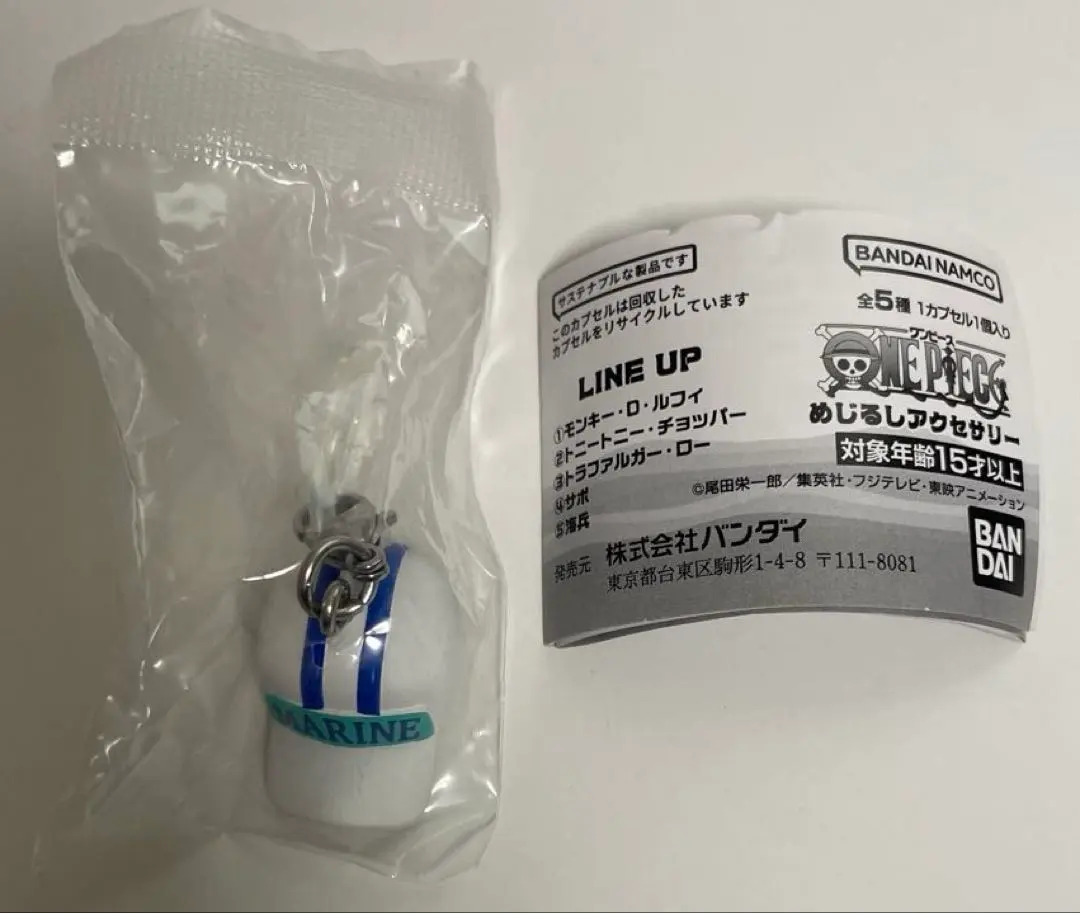 MARINE
サステナブルな製品です
このカプセルは回収した
カプセルをリサイクルしています
LINE UP
①モンキー・D・ルフィ
②トニートニー・チョッパー
③トラファルガー・ロー
④サボ
⑤海兵
BANDAI NAMCO
全5種 1カプセル1個入り
ワンピース
ONE PIECE
めじるしアクセサリー
対象年齢15才以上
©尾田栄一郎／集英社・フジテレビ・東映アニメーション
発売元 株式会社バンダイ
東京都台東区駒形1-4-8 〒111-8081
BAN
DAI